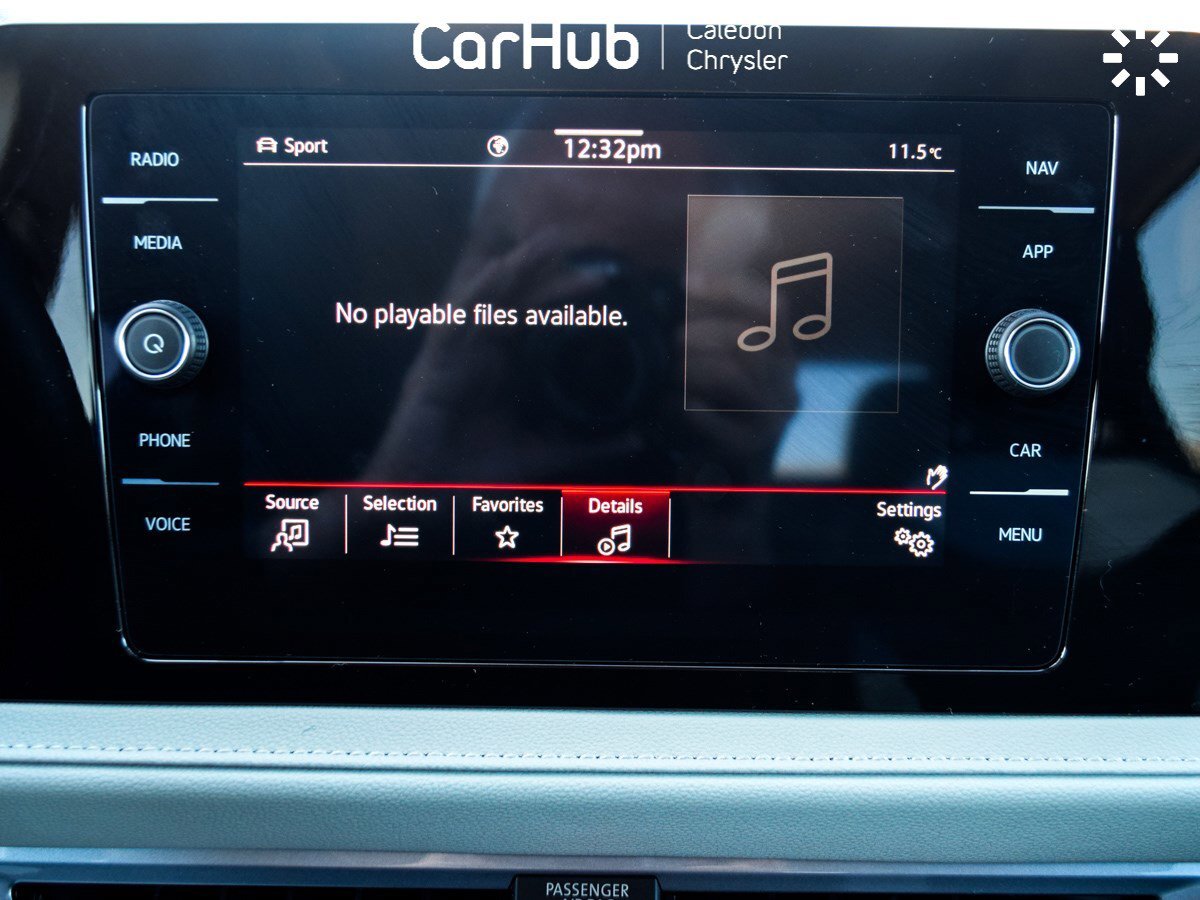 CarHub
Caledon
Chrysler
Sport
12:32pm
11.5°C
RADIO
MEDIA
PHONE
VOICE
NAV
APP
CAR
MENU
No playable files available.
Source
Selection
Favorites
Details
Settings
PASSENGER